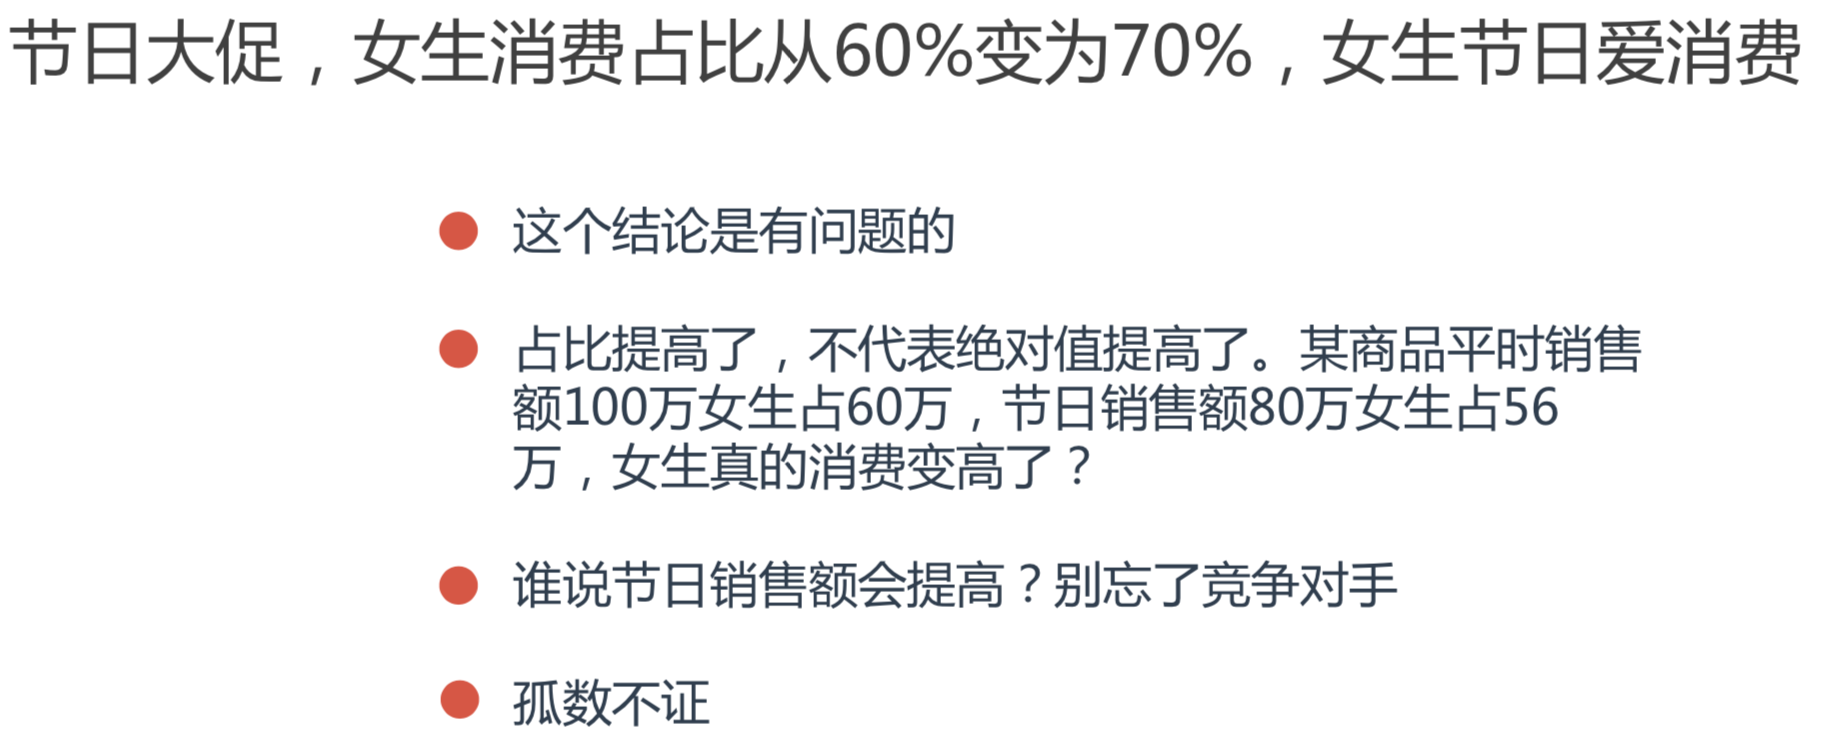 节日大促，女生消费占比从60%变为70%，女生节日爱消费
这个结论是有问题的
占比提高了，不代表绝对值提高了。某商品平时销售
额100万女生占60万，节日销售额80万女生占56
万，女生真的消费变高了？
谁说节日销售额会提高？别忘了竞争对手
孤数不证